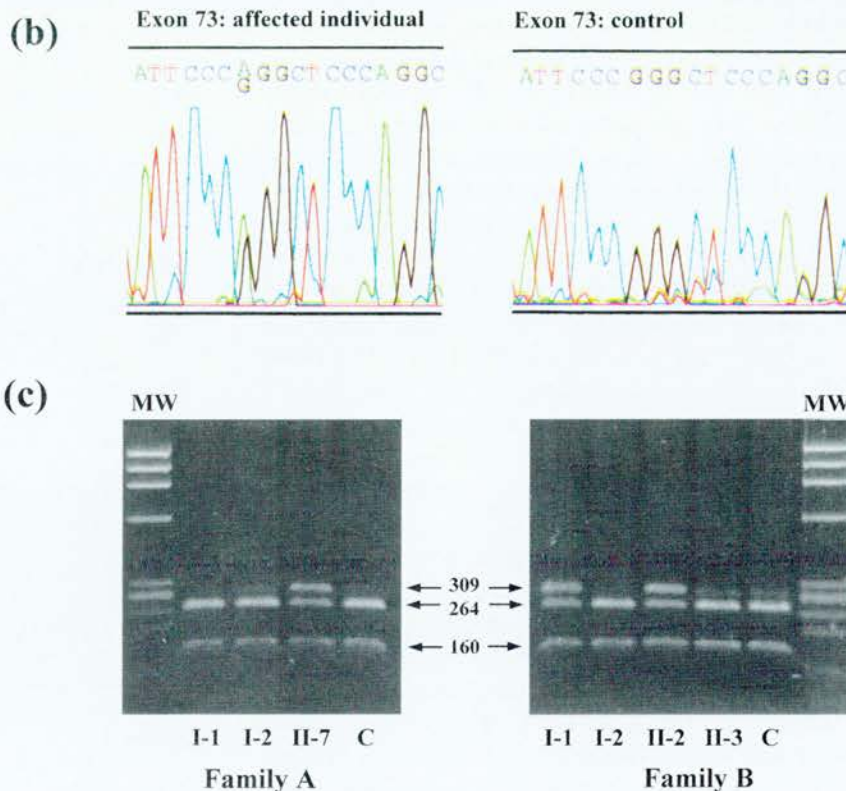 (b)
Exon 73: affected individual
Exon 73: control
ATTCCCAGGCTCCCAGGC
G
ATTCCCGGGCTCCCAGGC
(c)
MW
MW
309
264
160
I-1 I-2 II-7 C
I-1 I-2 II-2 II-3 C
Family A
Family B